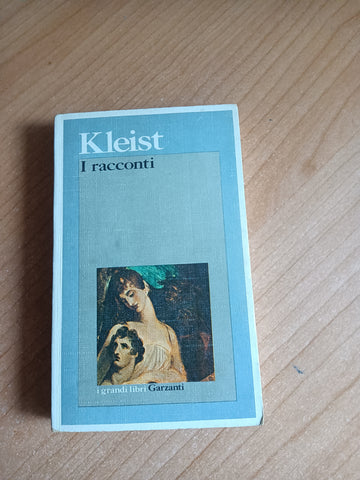 Kleist
I racconti
i grandi libri Garzanti